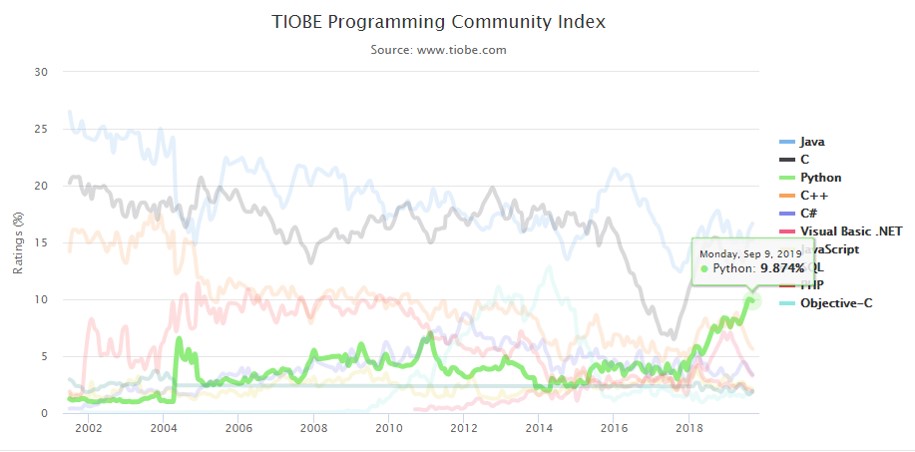 TIOBE Programming Community Index
Source: www.tiobe.com
Ratings (%)
30
25
20
15
10
5
0
2002 2004 2006 2008 2010 2012 2014 2016 2018
Monday, Sep 9, 2019
Python: 9.874%
Java
C
Python
C++
C#
Visual Basic .NET
JavaScript
PHP
Objective-C